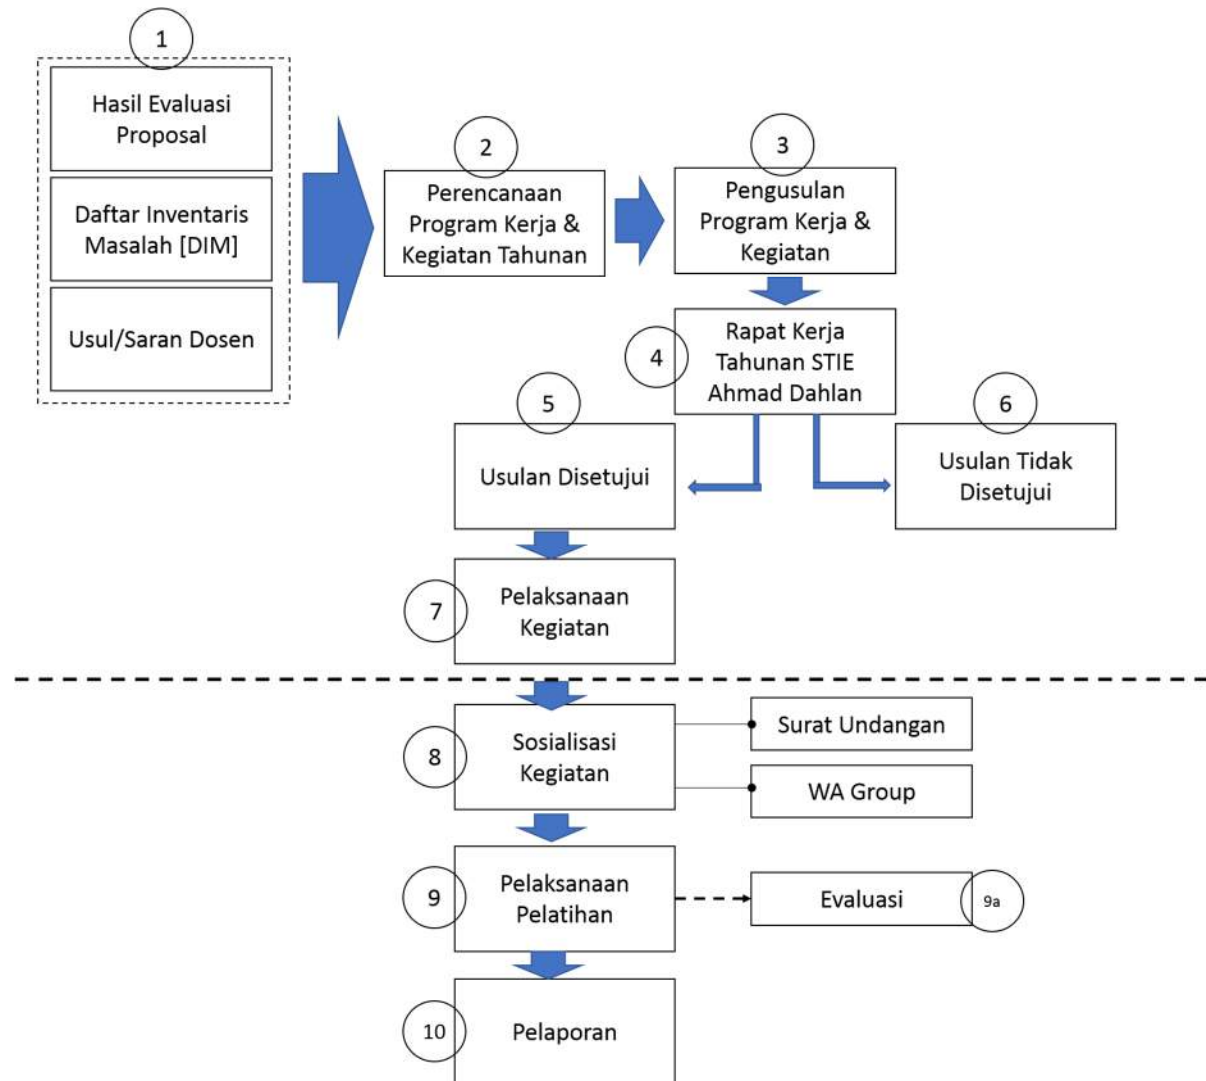 1
Hasil Evaluasi
Proposal
Daftar Inventaris
Masalah [DIM]
Usul/Saran Dosen
2
Perencanaan
Program Kerja &
Kegiatan Tahunan
3
Pengusulan
Program Kerja &
Kegiatan
4
Rapat Kerja
Tahunan STIE
Ahmad Dahlan
5
Usulan Disetujui
6
Usulan Tidak
Disetujui
7
Pelaksanaan
Kegiatan
8
Sosialisasi
Kegiatan
Surat Undangan
WA Group
9
Pelaksanaan
Pelatihan
Evaluasi
9a
10
Pelaporan